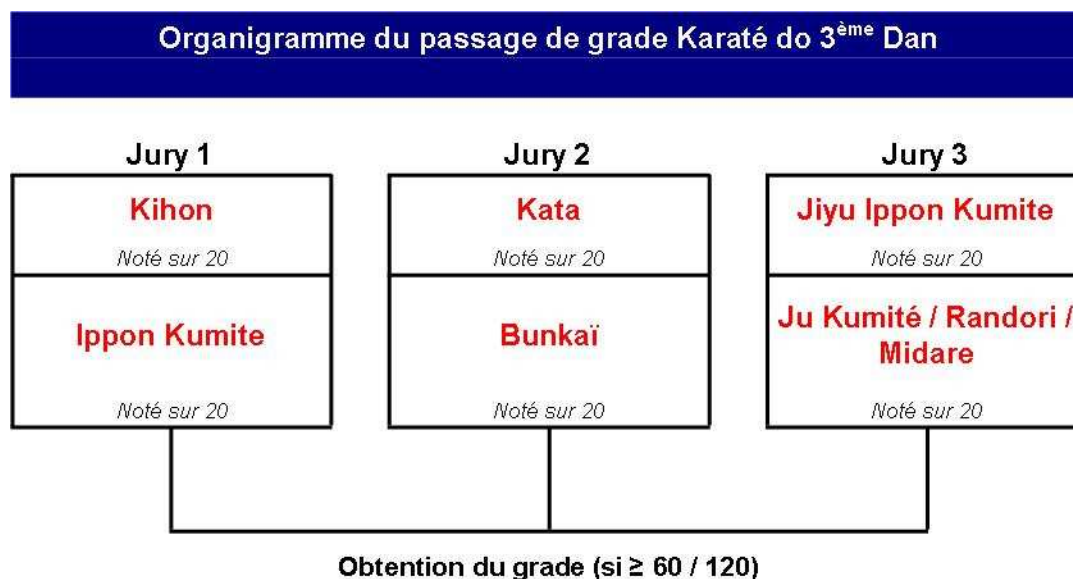 Organigramme du passage de grade Karaté do 3ème Dan
Jury 1
Kihon
Noté sur 20
Ippon Kumite
Noté sur 20
Jury 2
Kata
Noté sur 20
Bunkaï
Noté sur 20
Jury 3
Jiyu Ippon Kumite
Noté sur 20
Ju Kumité / Randori /
Midare
Noté sur 20
Obtention du grade (si ≥ 60 / 120)